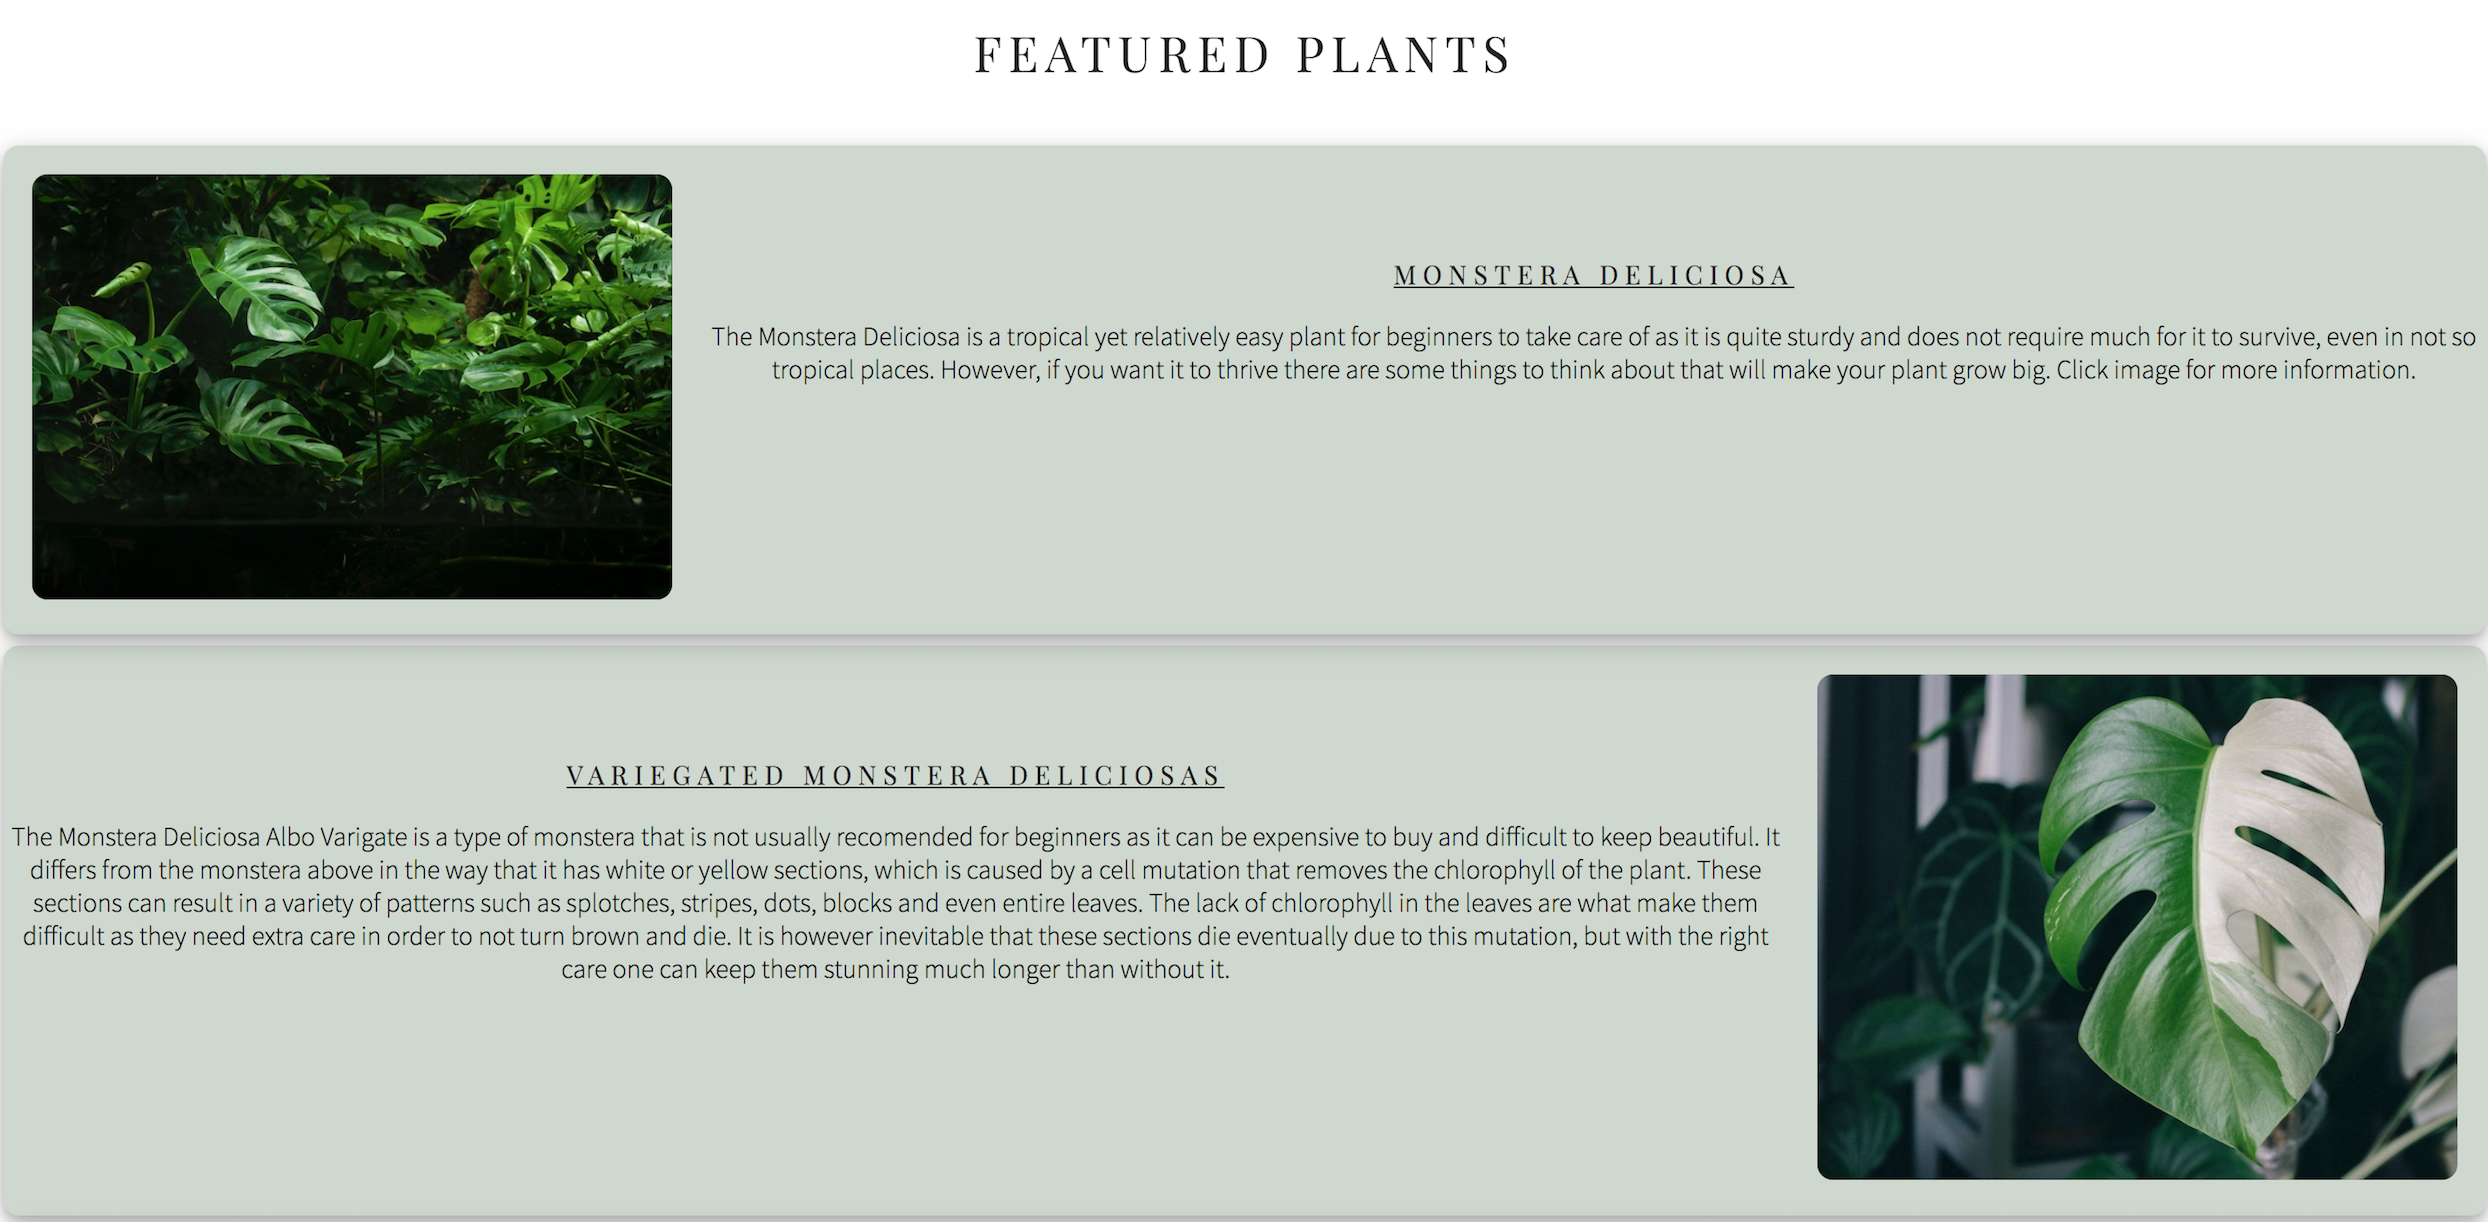 FEATURED PLANTS
MONSTERA DELICIOSA
The Monstera Deliciosa is a tropical yet relatively easy plant for beginners to take care of as it is quite sturdy and does not require much for it to survive, even in not so
tropical places. However, if you want it to thrive there are some things to think about that will make your plant grow big. Click image for more information.
VARIEGATED MONSTERA DELICIOSAS
The Monstera Deliciosa Albo Varigate is a type of monstera that is not usually recomended for beginners as it can be expensive to buy and difficult to keep beautiful. It
differs from the monstera above in the way that it has white or yellow sections, which is caused by a cell mutation that removes the chlorophyll of the plant. These
sections can result in a variety of patterns such as splotches, stripes, dots, blocks and even entire leaves. The lack of chlorophyll in the leaves are what make them
difficult as they need extra care in order to not turn brown and die. It is however inevitable that these sections die eventually due to this mutation, but with the right
care one can keep them stunning much longer than without it.